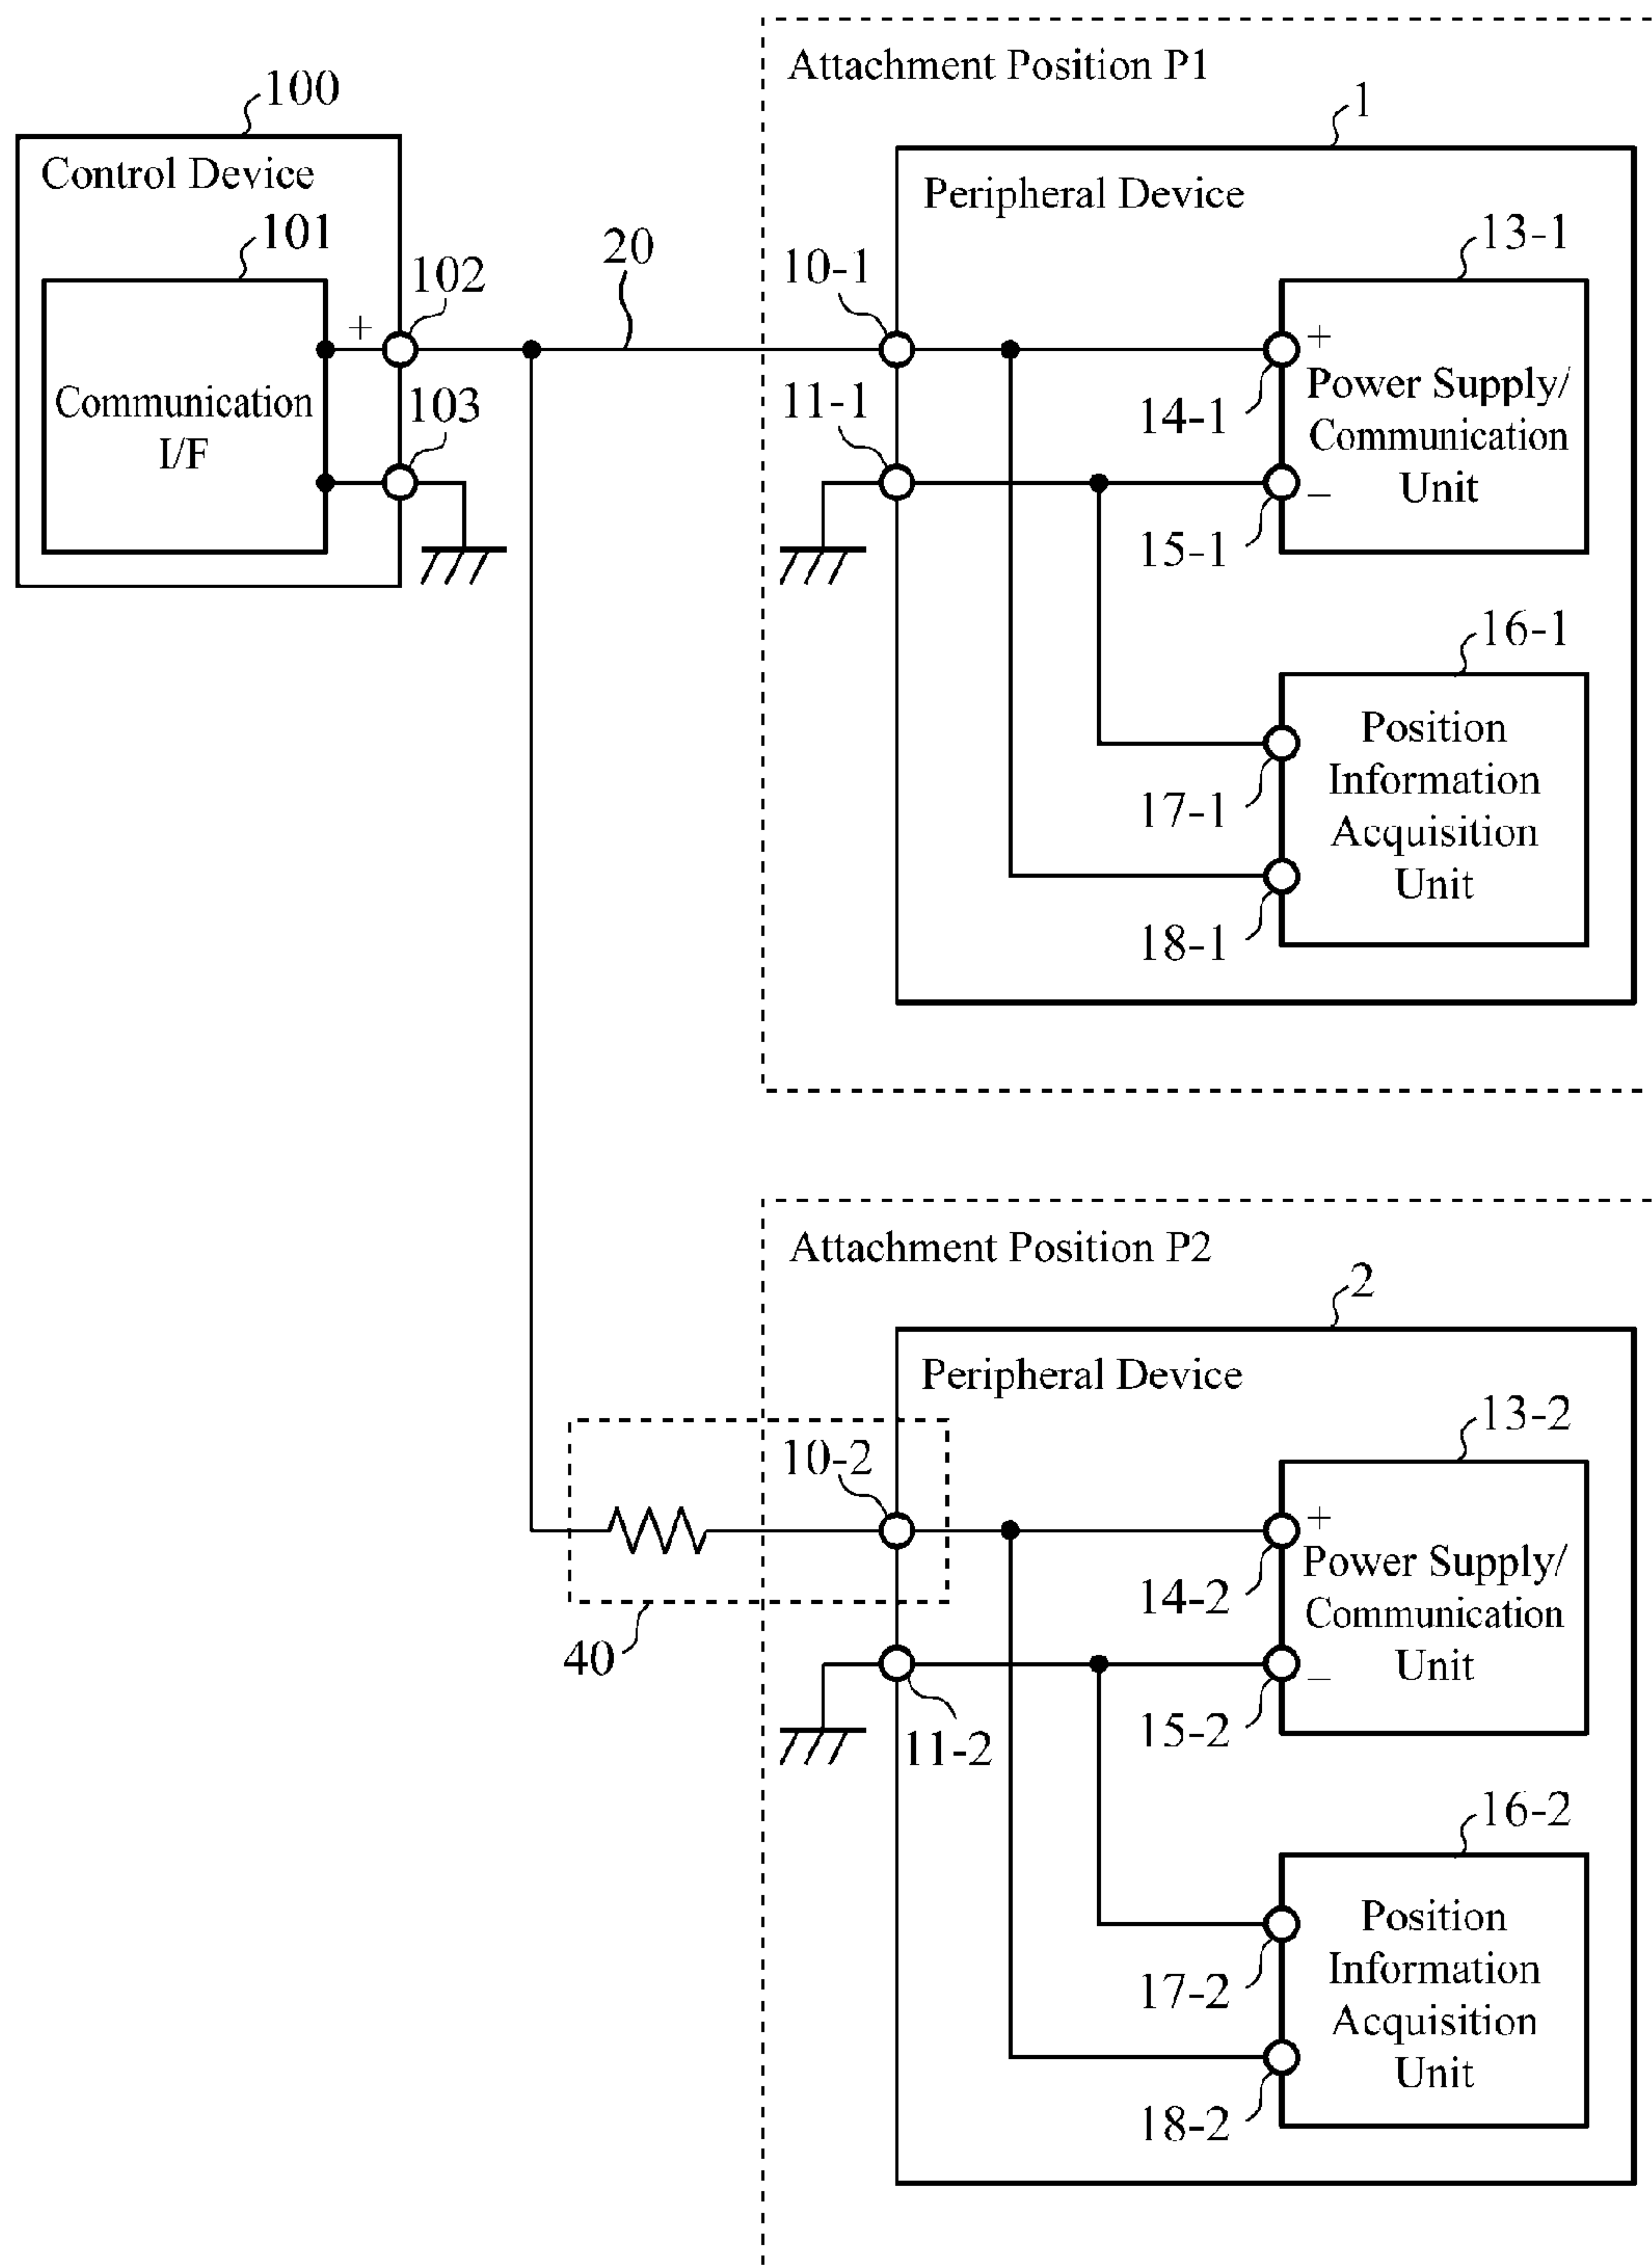 Attachment Position P1
100
1
Control Device
Peripheral Device
101
20
10-1
13-1
102
+
+
Communication
I/F
103
11-1
14-1
Power Supply/
Communication
Unit
15-1
−
16-1
Position
Information
Acquisition
Unit
17-1
18-1
Attachment Position P2
2
Peripheral Device
13-2
10-2
+
Power Supply/
Communication
Unit
14-2
40
−
11-2
15-2
16-2
Position
Information
Acquisition
Unit
17-2
18-2